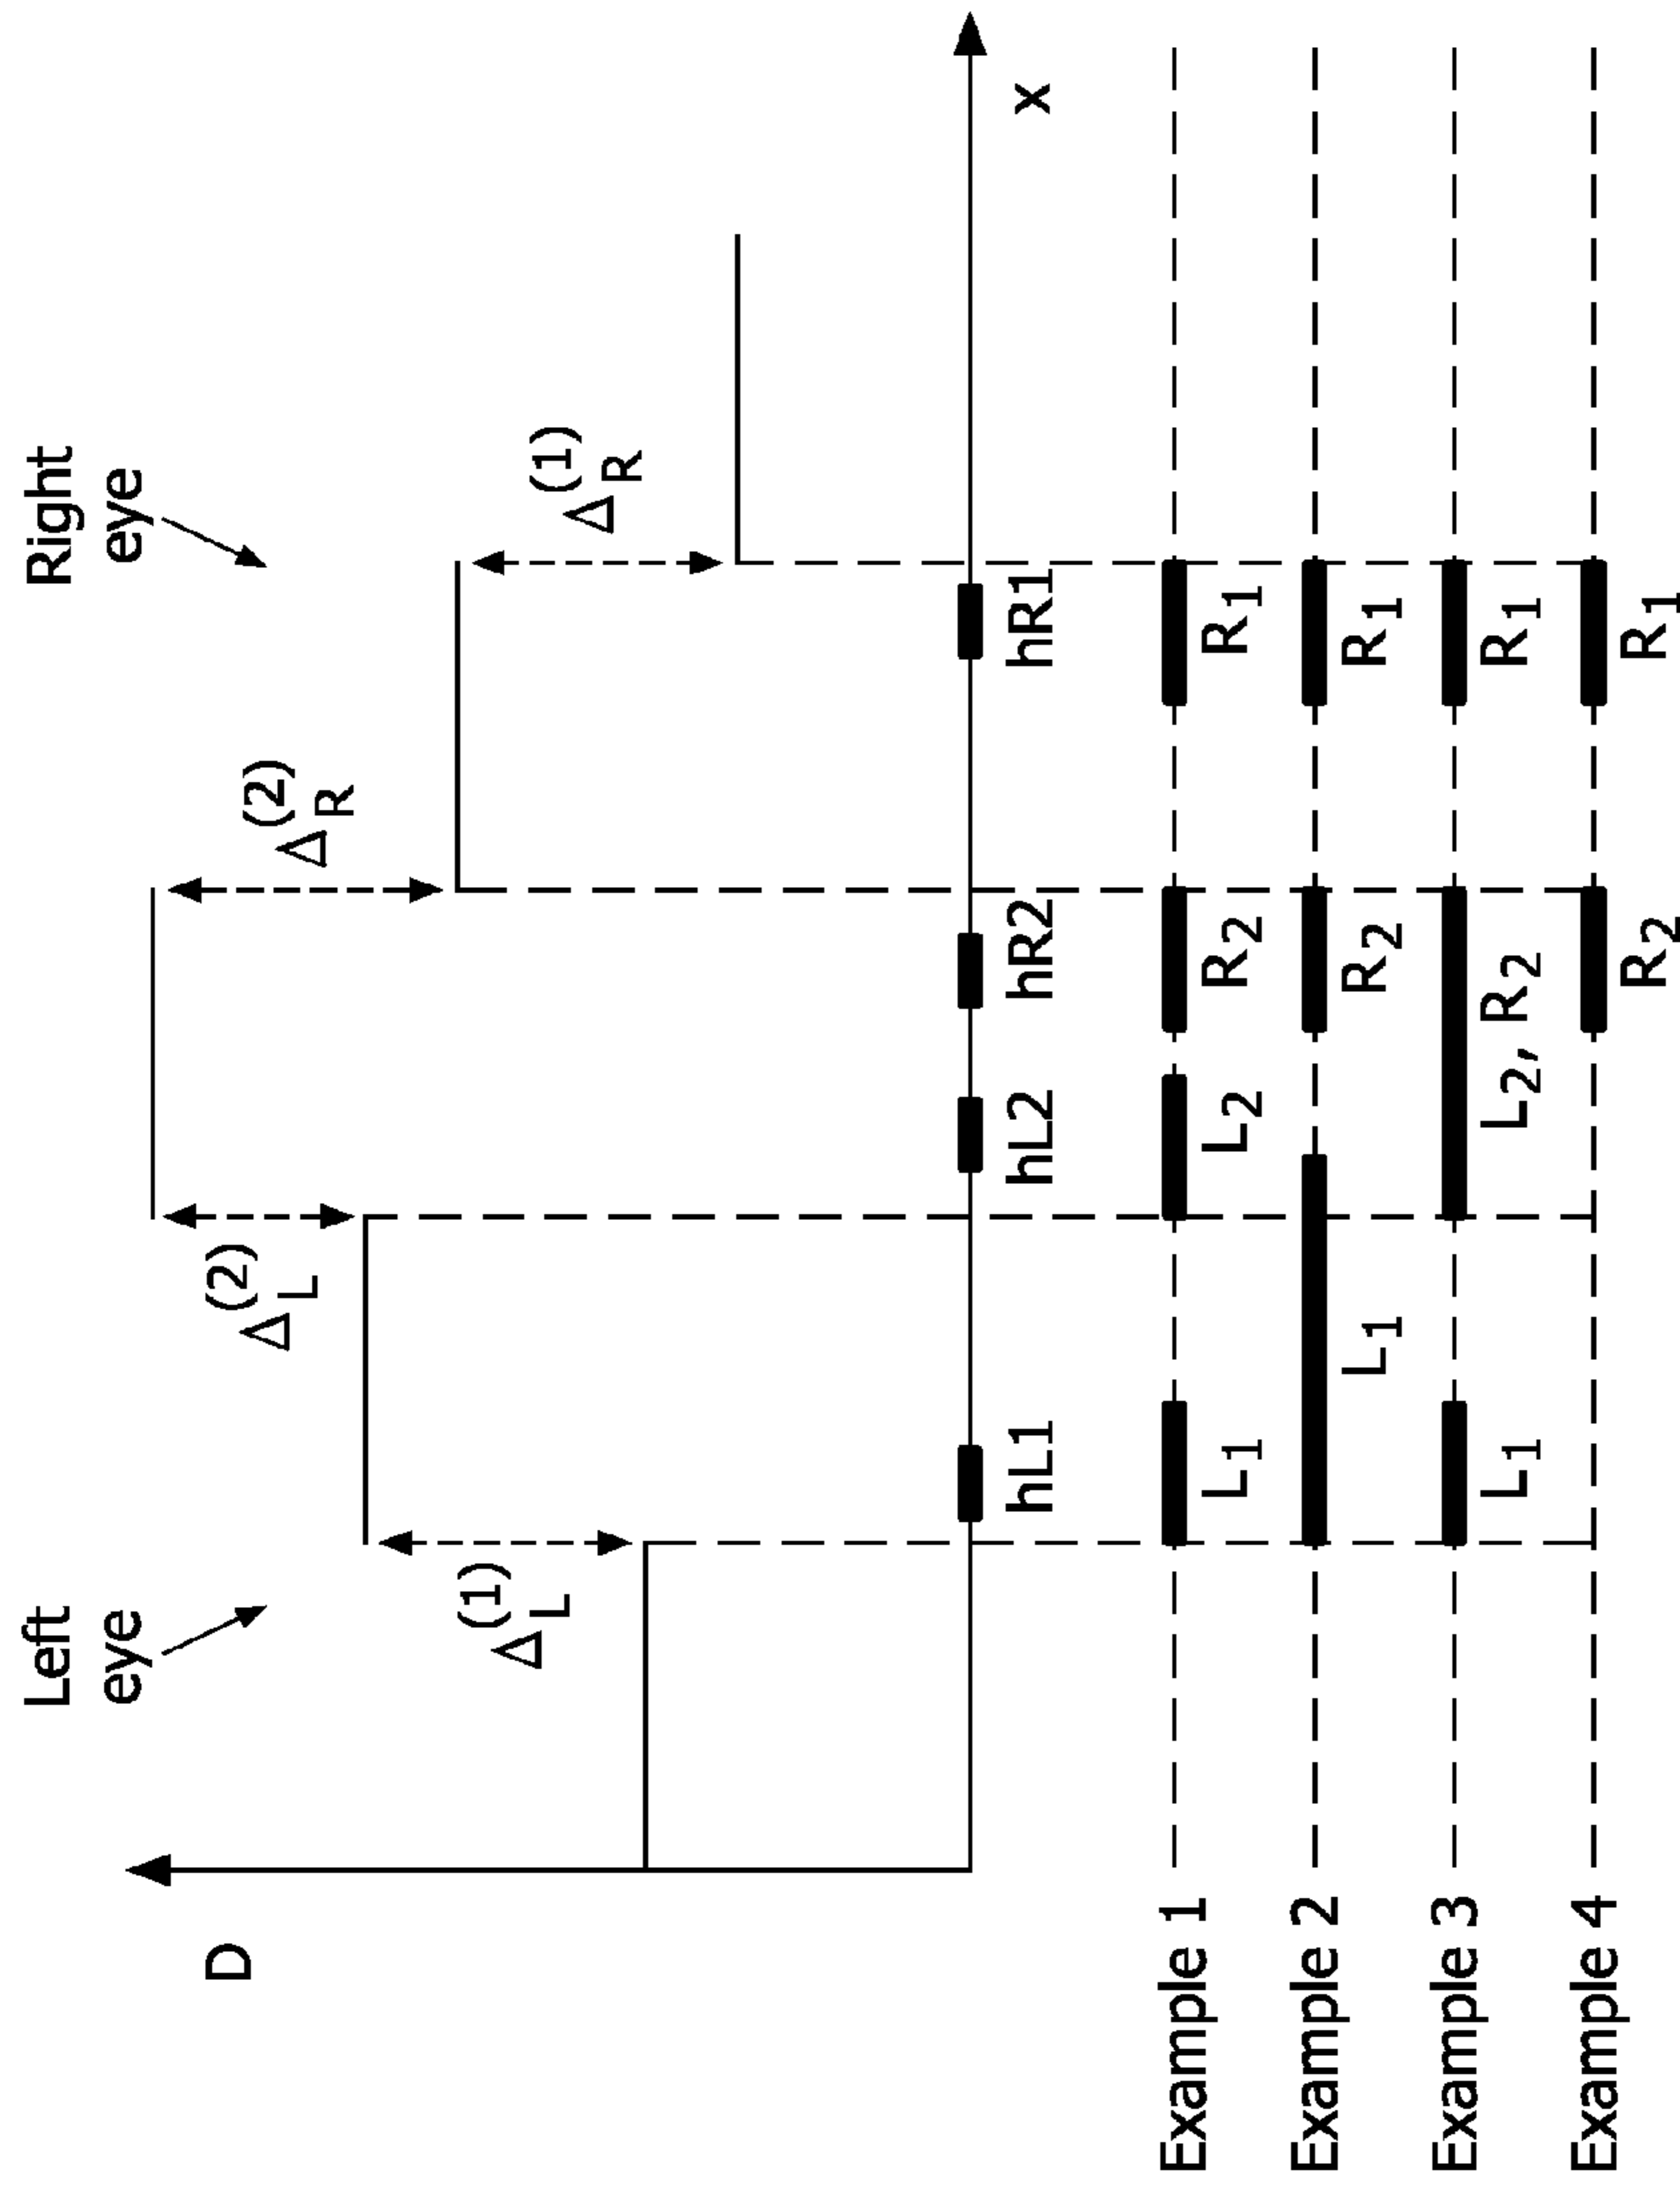 Left
eye
Right
eye
D
Δ_L^(1)
Δ_L^(2)
Δ_R^(2)
Δ_R^(1)
x
hL1
hL2
hR2
hR1
Example 1
L₁
L₂
R₂
R₁
Example 2
L₁
R₂
R₁
Example 3
L₁
L₂, R₂
R₁
Example 4
R₂
R₁